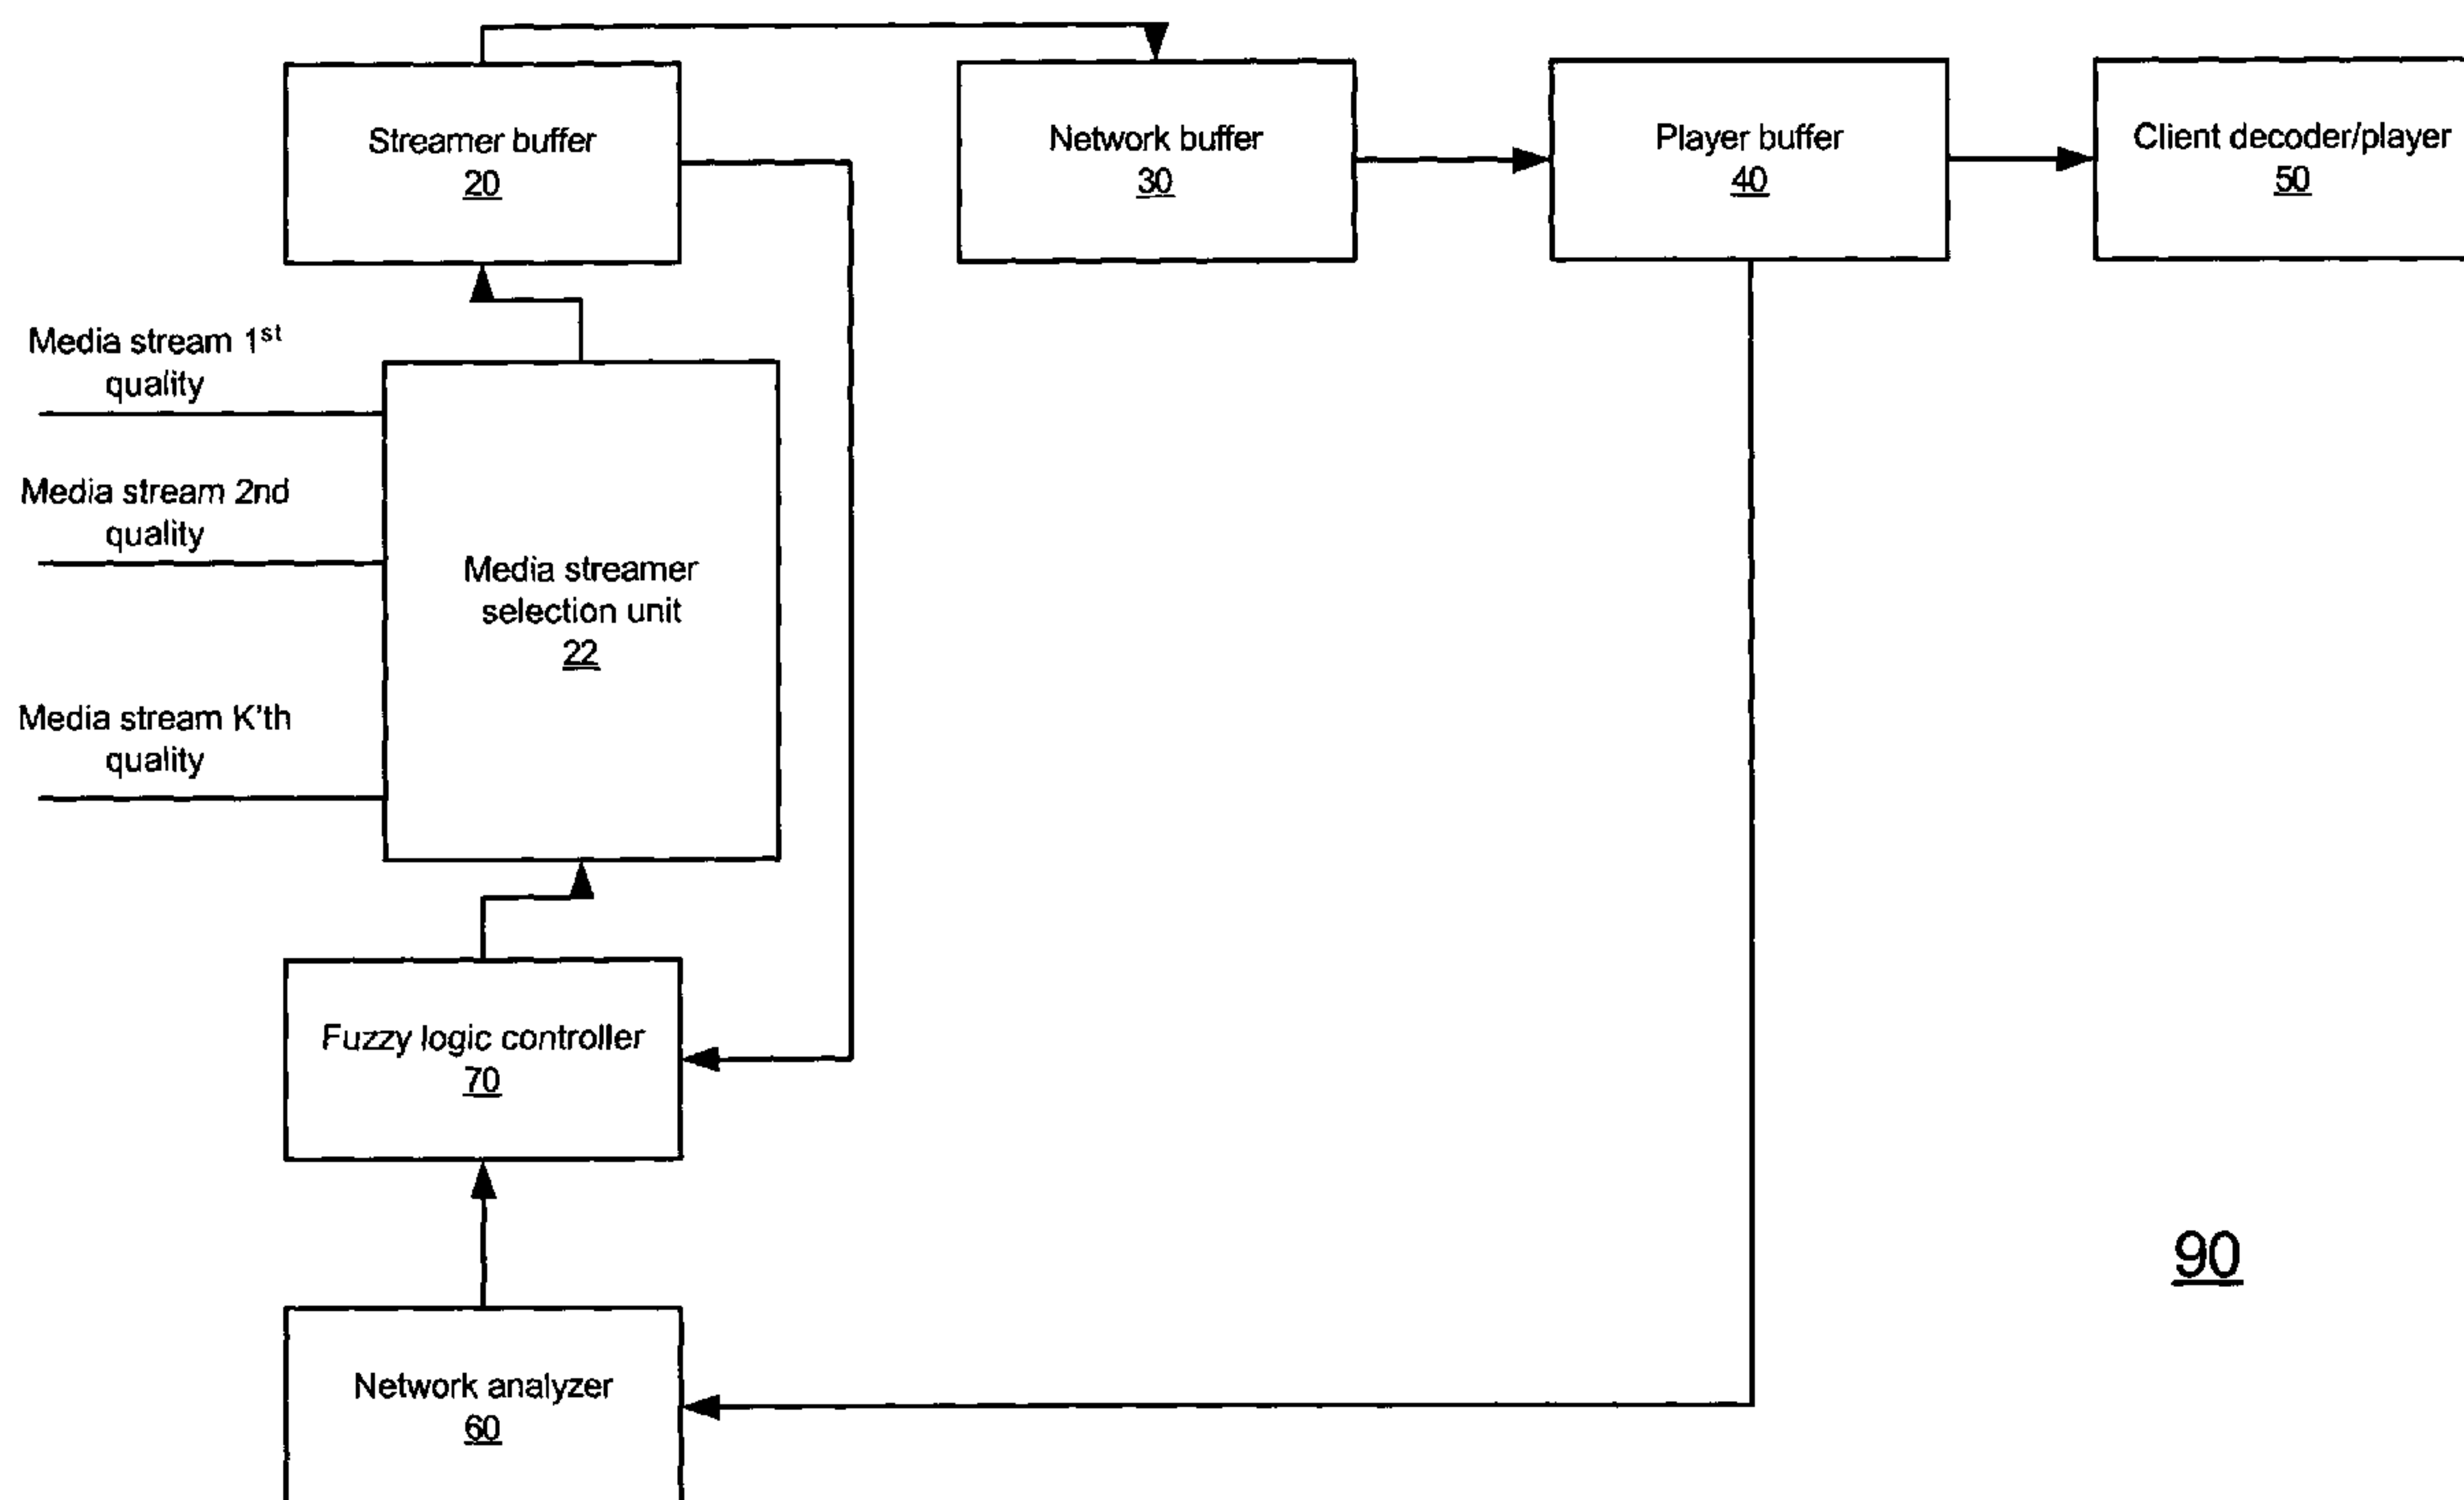 Streamer buffer
20
Network buffer
30
Player buffer
40
Client decoder/player
50
Media stream 1st
quality
Media stream 2nd
quality
Media stream K'th
quality
Media streamer
selection unit
22
Fuzzy logic controller
70
Network analyzer
60
90